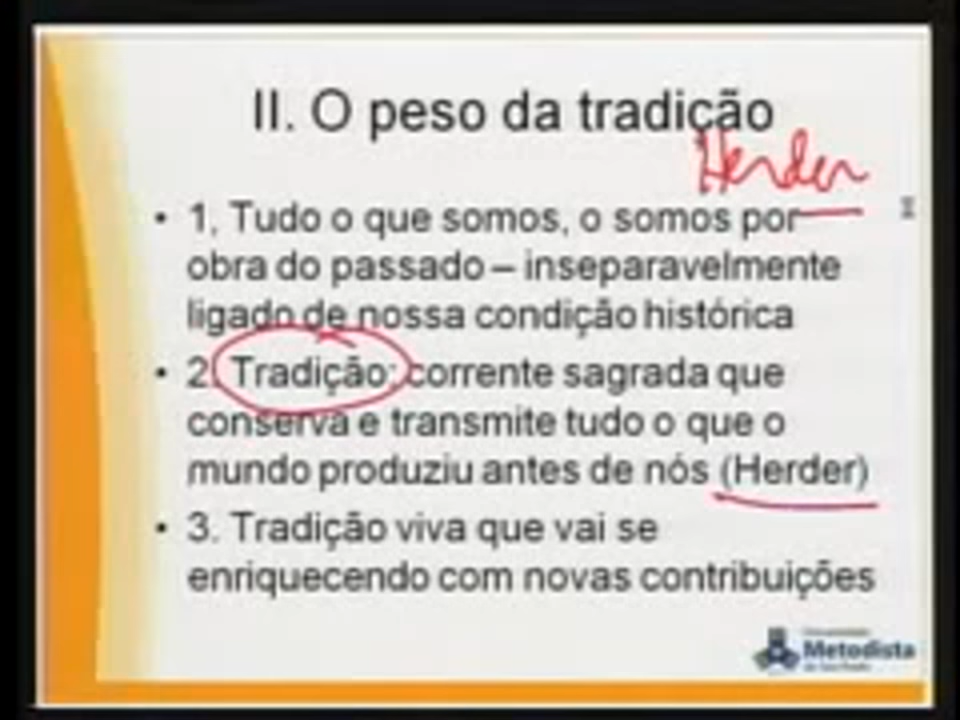 II. O peso da tradição
Herder
• 1, Tudo o que somos, o somos por
obra do passado – inseparavelmente
ligado de nossa condição histórica
• 2. Tradição: corrente sagrada que
conserva e transmite tudo o que o
mundo produziu antes de nós (Herder)
• 3. Tradição viva que vai se
enriquecendo com novas contribuições
Metodista